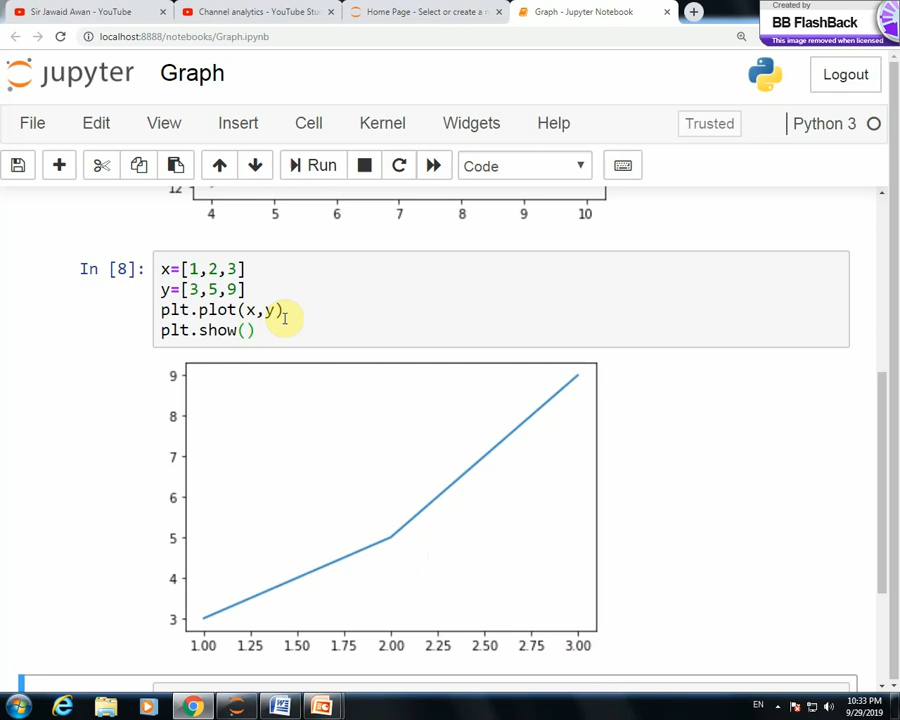 Sir Jawaid Awan - YouTube
Channel analytics - YouTube Stu
Home Page - Select or create a n
Graph - Jupyter Notebook
Created by
BB FlashBack
This image removed when licensed
localhost:8888/notebooks/Graph.ipynb
jupyter Graph
Logout
File Edit View Insert Cell Kernel Widgets Help
Trusted
Python 3
Run
Code
12
4 5 6 7 8 9 10
In [8]:
x=[1,2,3]
y=[3,5,9]
plt.plot(x,y)
plt.show()
9
8
7
6
5
4
3
1.00 1.25 1.50 1.75 2.00 2.25 2.50 2.75 3.00
EN
10:33 PM
9/29/2019